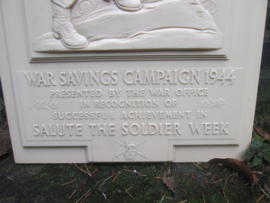 WAR SAVINGS CAMPAIGN 1944
PRESENTED BY THE WAR OFFICE
IN RECOGNITION OF
SUCCESSFUL ACHIEVEMENT IN
SALUTE THE SOLDIER WEEK